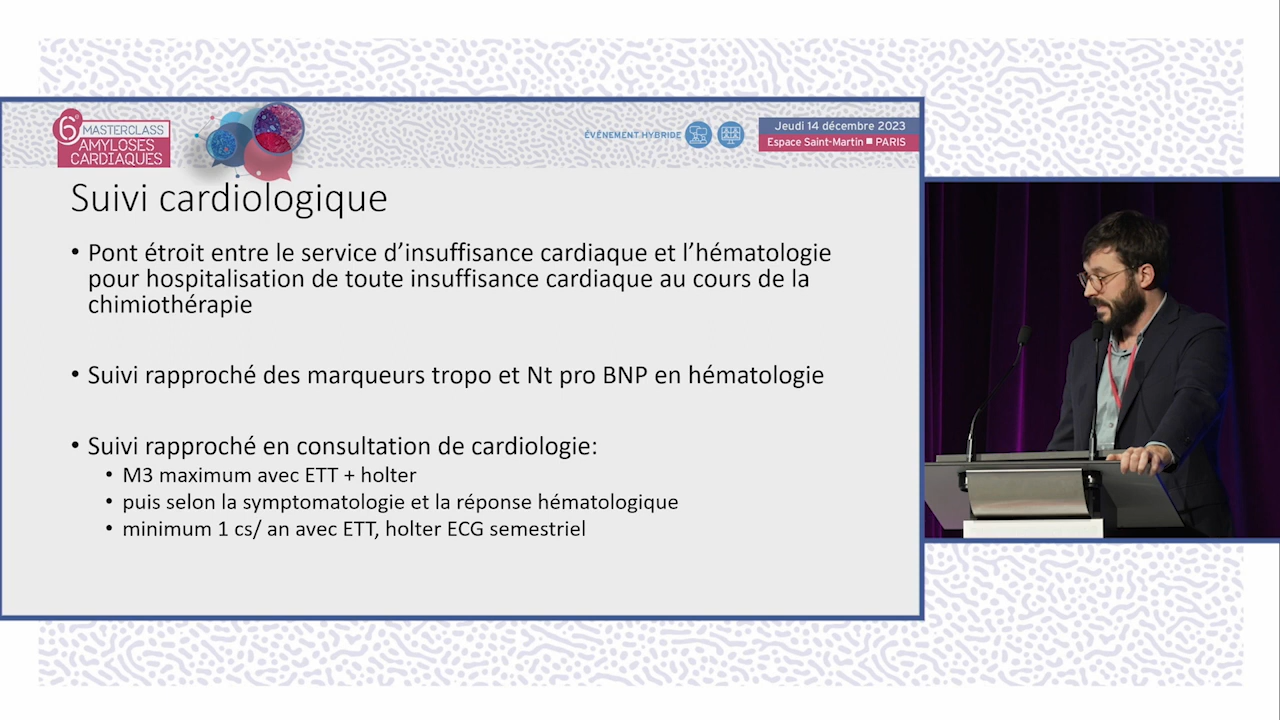 6e
MASTERCLASS
AMYLOSES
CARDIAQUES
ÉVÉNEMENT HYBRIDE
Jeudi 14 décembre 2023
Espace Saint-Martin ■ PARIS
Suivi cardiologique
• Pont étroit entre le service d’insuffisance cardiaque et l’hématologie
pour hospitalisation de toute insuffisance cardiaque au cours de la
chimiothérapie
• Suivi rapproché des marqueurs tropo et Nt pro BNP en hématologie
• Suivi rapproché en consultation de cardiologie:
• M3 maximum avec ETT + holter
• puis selon la symptomatologie et la réponse hématologique
• minimum 1 cs/ an avec ETT, holter ECG semestriel